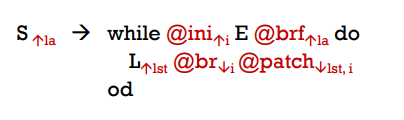 S ↑la → while @ini↑i E @brf↑la do
L↑lst @br↓i @patch↓lst, i
od